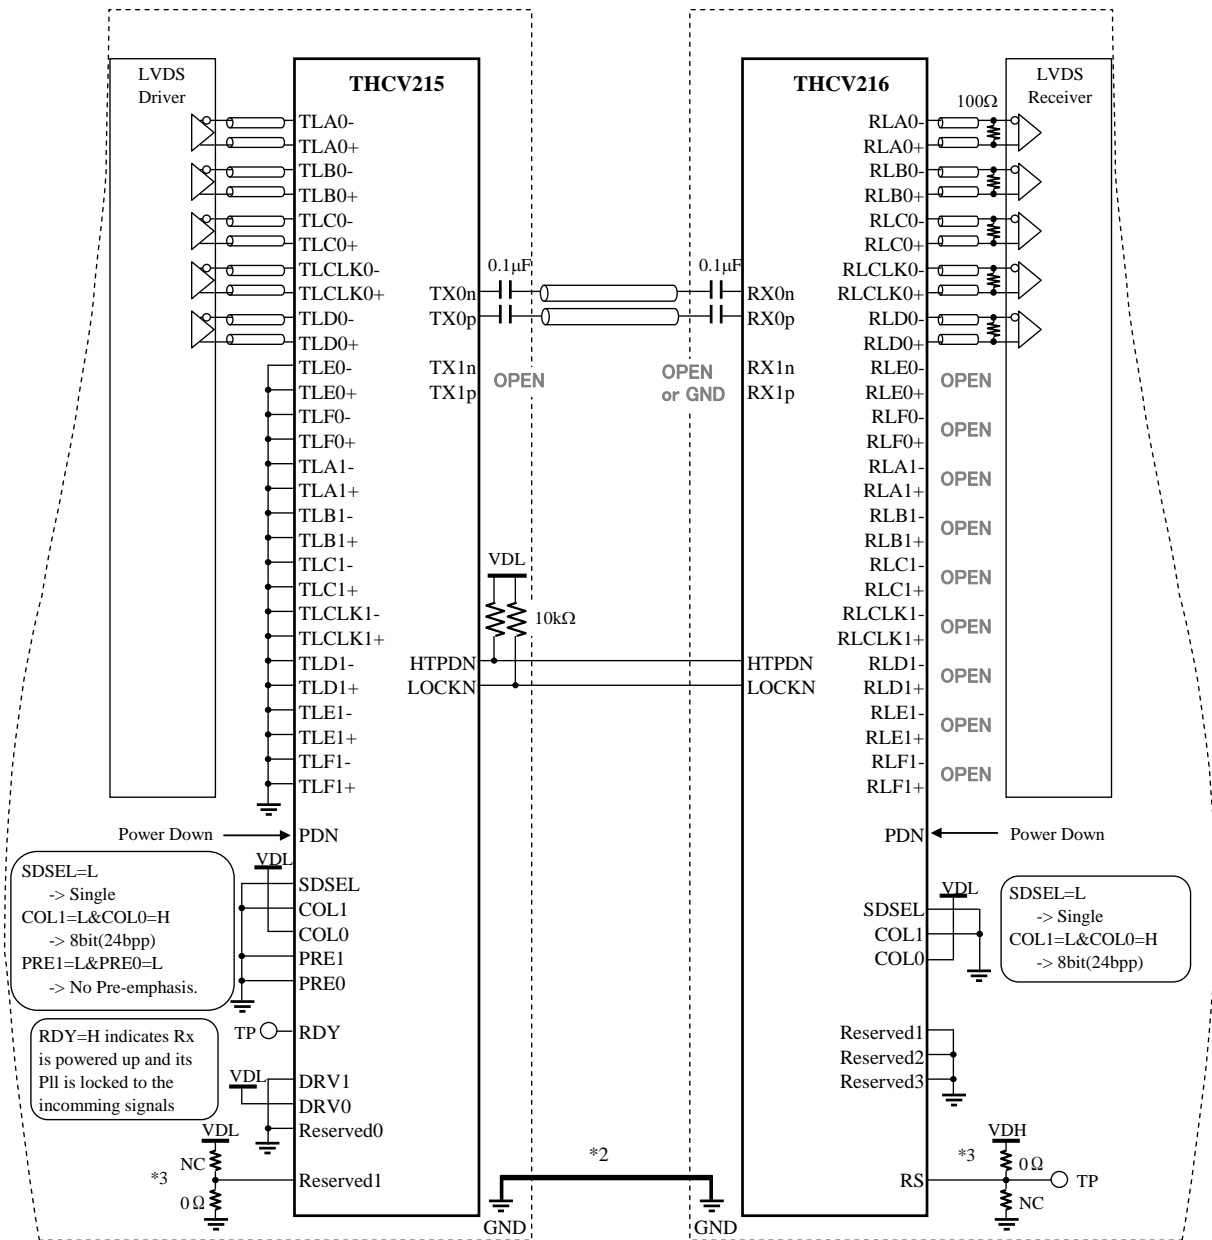 LVDS
Driver
THCV215
THCV216
LVDS
Receiver
100Ω
TLA0-
TLA0+
TLB0-
TLB0+
TLC0-
TLC0+
TLCLK0-
TLCLK0+
TLD0-
TLD0+
TLE0-
TLE0+
TLF0-
TLF0+
TLA1-
TLA1+
TLB1-
TLB1+
TLC1-
TLC1+
TLCLK1-
TLCLK1+
TLD1-
TLD1+
TLE1-
TLE1+
TLF1-
TLF1+
TX0n
TX0p
TX1n
TX1p
OPEN
0.1μF
0.1μF
OPEN
or GND
RX0n
RX0p
RX1n
RX1p
VDL
10kΩ
HTPDN
LOCKN
HTPDN
LOCKN
RLA0-
RLA0+
RLB0-
RLB0+
RLC0-
RLC0+
RLCLK0-
RLCLK0+
RLD0-
RLD0+
RLE0-
RLE0+
RLF0-
RLF0+
RLA1-
RLA1+
RLB1-
RLB1+
RLC1-
RLC1+
RLCLK1-
RLCLK1+
RLD1-
RLD1+
RLE1-
RLE1+
RLF1-
RLF1+
OPEN
OPEN
OPEN
OPEN
OPEN
OPEN
OPEN
OPEN
OPEN
Power Down
PDN
PDN
Power Down
SDSEL=L
-> Single
COL1=L&COL0=H
-> 8bit(24bpp)
PRE1=L&PRE0=L
-> No Pre-emphasis.
VDL
SDSEL
COL1
COL0
PRE1
PRE0
SDSEL
COL1
COL0
VDL
SDSEL=L
-> Single
COL1=L&COL0=H
-> 8bit(24bpp)
RDY=H indicates Rx
is powered up and its
Pll is locked to the
incomming signals
TP
RDY
VDL
DRV1
DRV0
Reserved0
Reserved1
Reserved2
Reserved3
VDL
NC
*3
0Ω
Reserved1
*2
GND
GND
RS
*3
VDH
0Ω
TP
NC